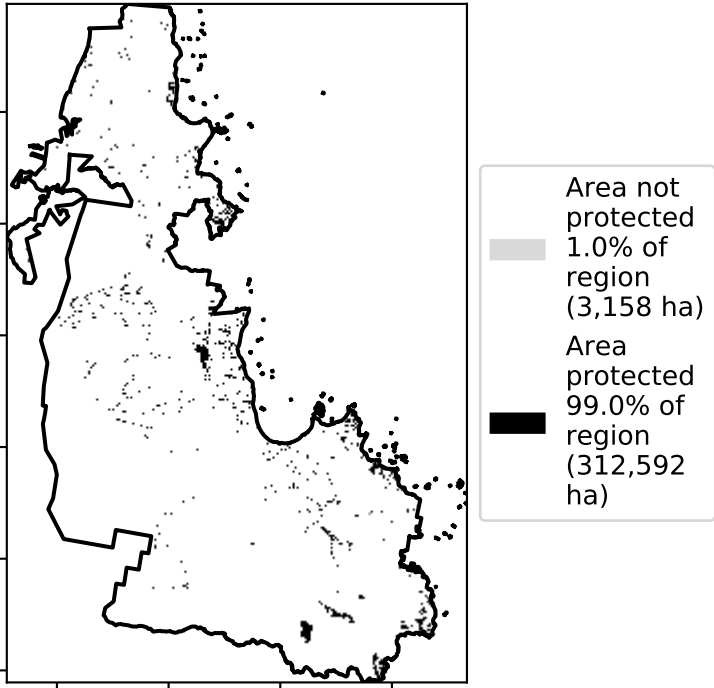 Area not
protected
1.0% of
region
(3,158 ha)
Area
protected
99.0% of
region
(312,592
ha)